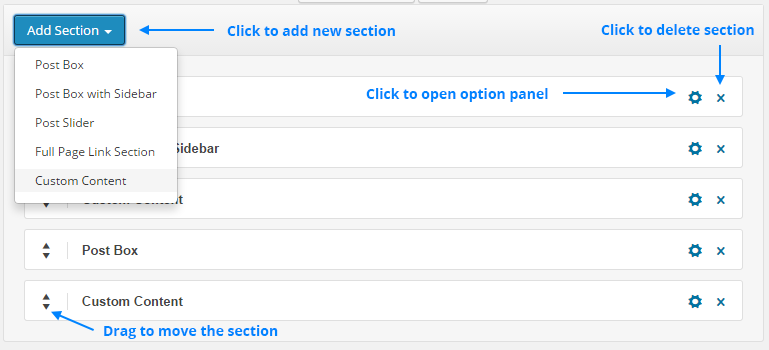 Add Section
Click to add new section
Click to delete section
Post Box
Click to open option panel
Post Box with Sidebar
Post Slider
Full Page Link Section
Sidebar
Custom Content
Custom Content
Post Box
Custom Content
Drag to move the section